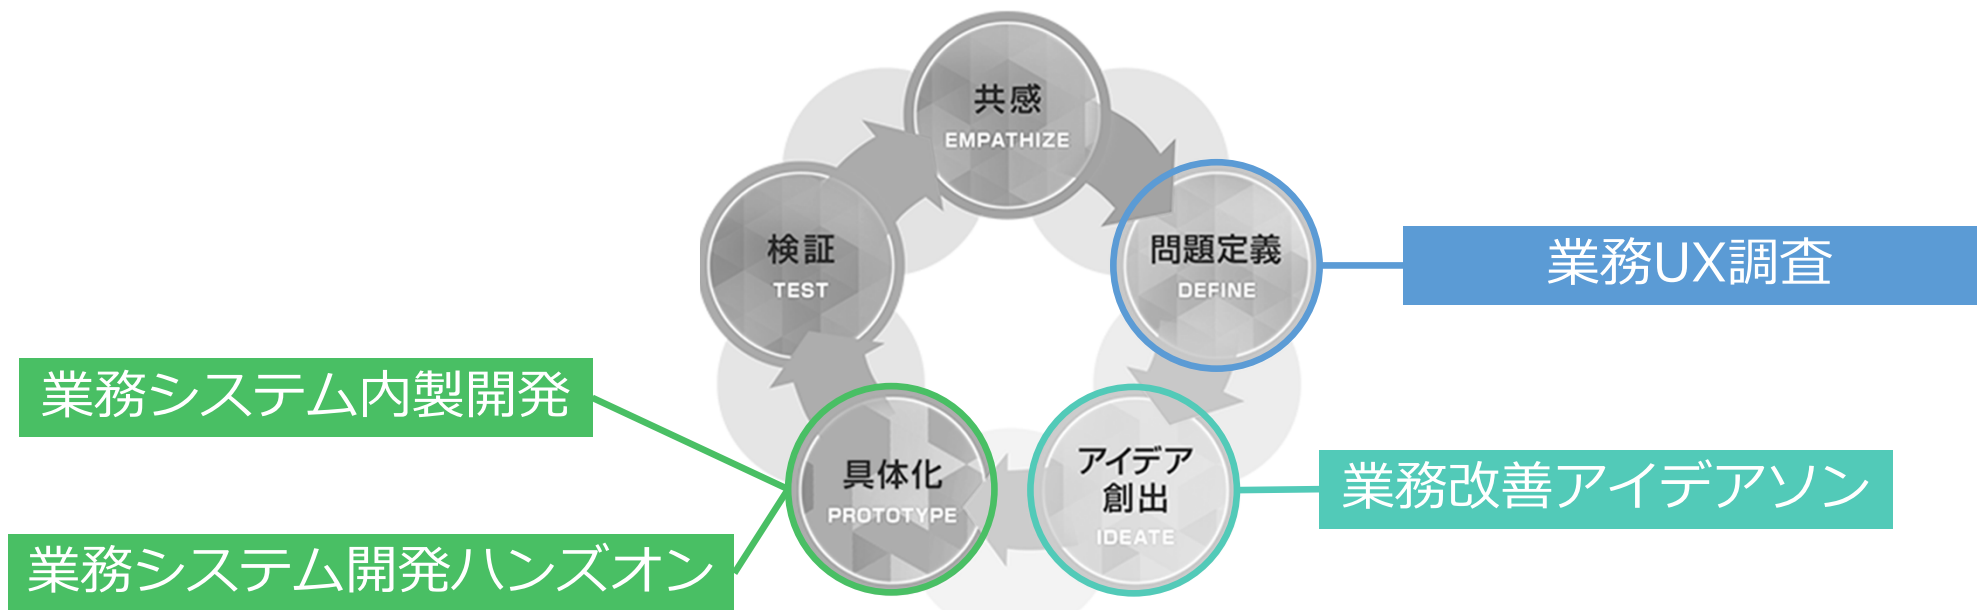 共感
EMPATHIZE
問題定義
DEFINE
業務UX調査
検証
TEST
業務システム内製開発
アイデア
創出
IDEATE
業務改善アイデアソン
具体化
PROTOTYPE
業務システム開発ハンズオン